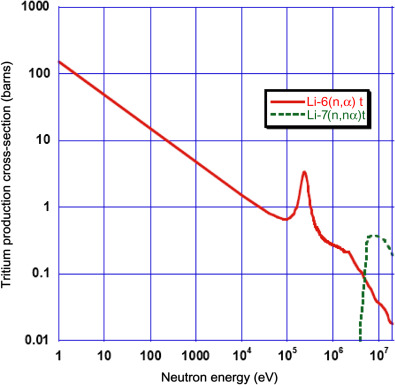 Tritium production cross-section (barns)
1000
100
10
1
0.1
0.01
Li-6(n,α) t
Li-7(n,nα)t
1 10 100 1000 10⁴ 10⁵ 10⁶ 10⁷
Neutron energy (eV)